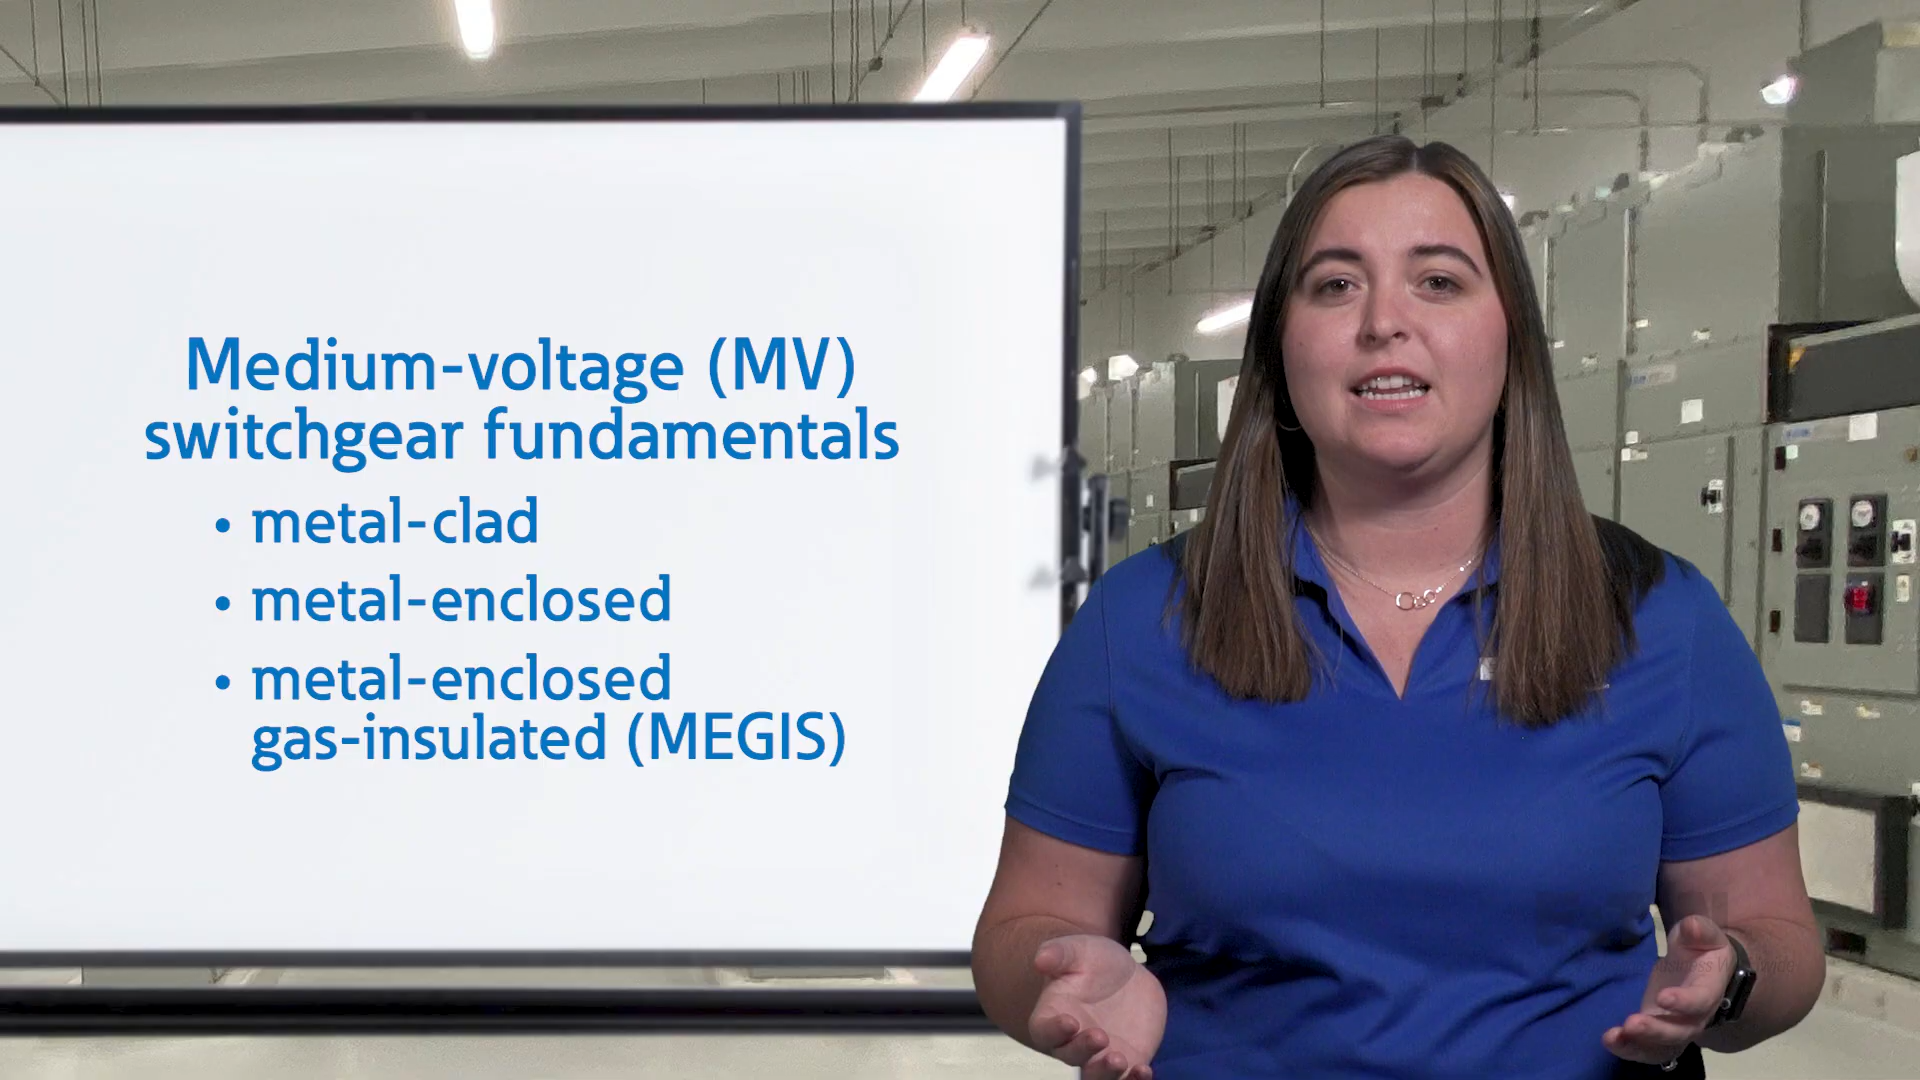 Medium-voltage (MV)
switchgear fundamentals
• metal-clad
• metal-enclosed
• metal-enclosed
gas-insulated (MEGIS)